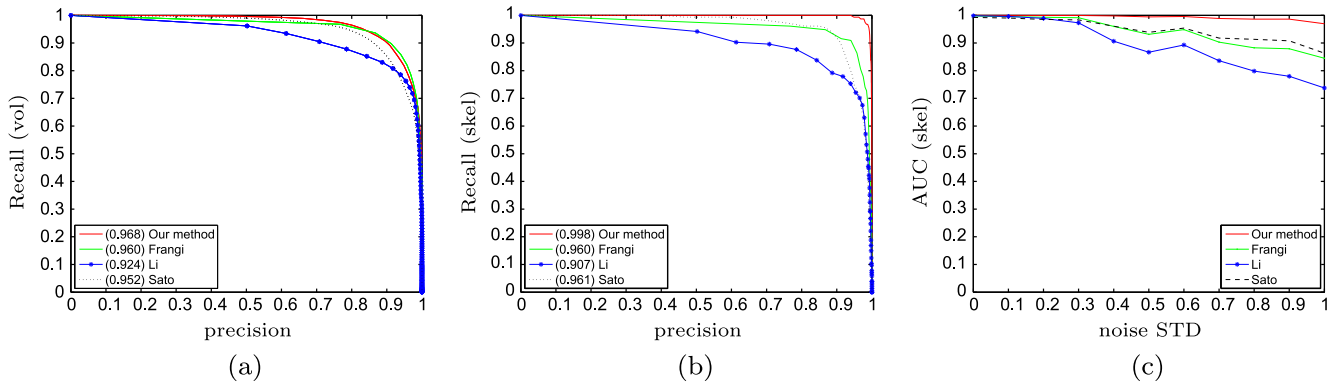 1
0.9
0.8
0.7
0.6
0.5
0.4
0.3
0.2
0.1
0
Recall (vol)
(0.968) Our method
(0.960) Frangi
(0.924) Li
(0.952) Sato
0 0.1 0.2 0.3 0.4 0.5 0.6 0.7 0.8 0.9 1
precision
(a)
1
0.9
0.8
0.7
0.6
0.5
0.4
0.3
0.2
0.1
0
Recall (skel)
(0.998) Our method
(0.960) Frangi
(0.907) Li
(0.961) Sato
0 0.1 0.2 0.3 0.4 0.5 0.6 0.7 0.8 0.9 1
precision
(b)
1
0.9
0.8
0.7
0.6
0.5
0.4
0.3
0.2
0.1
0
AUC (skel)
Our method
Frangi
Li
Sato
0 0.1 0.2 0.3 0.4 0.5 0.6 0.7 0.8 0.9 1
noise STD
(c)